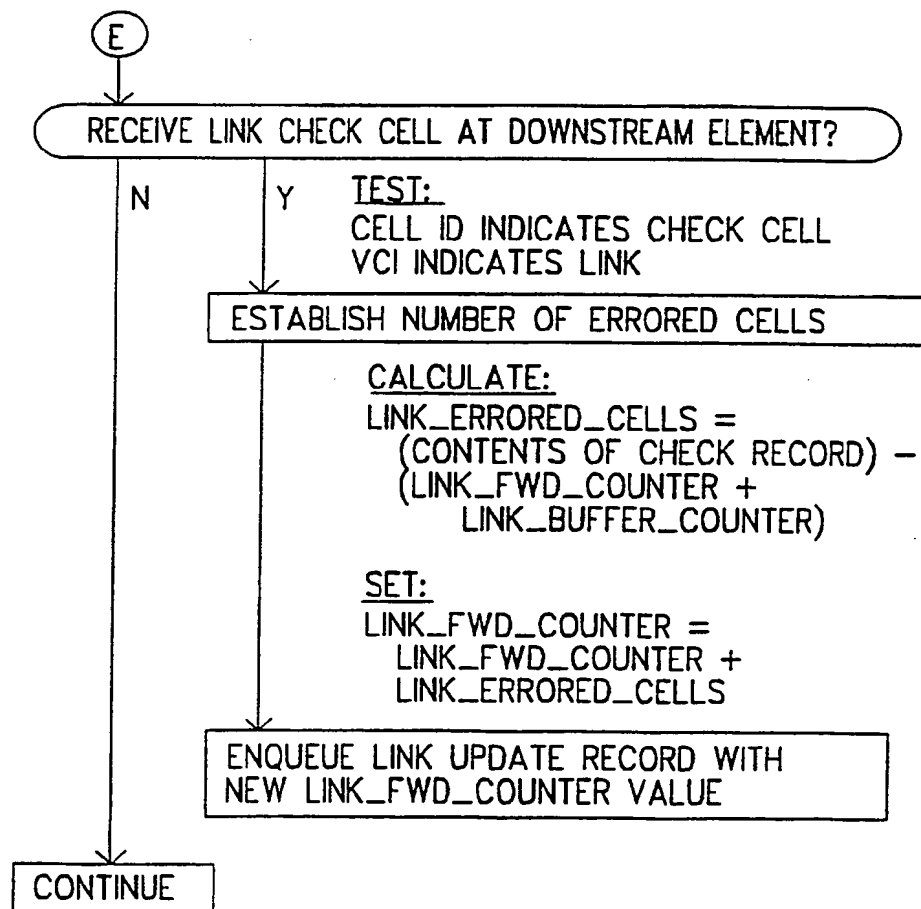 E
RECEIVE LINK CHECK CELL AT DOWNSTREAM ELEMENT?
N
Y
TEST:
CELL ID INDICATES CHECK CELL
VCI INDICATES LINK
ESTABLISH NUMBER OF ERRORED CELLS
CALCULATE:
LINK_ERRORED_CELLS =
(CONTENTS OF CHECK RECORD) -
(LINK_FWD_COUNTER +
LINK_BUFFER_COUNTER)
SET:
LINK_FWD_COUNTER =
LINK_FWD_COUNTER +
LINK_ERRORED_CELLS
ENQUEUE LINK UPDATE RECORD WITH
NEW LINK_FWD_COUNTER VALUE
CONTINUE